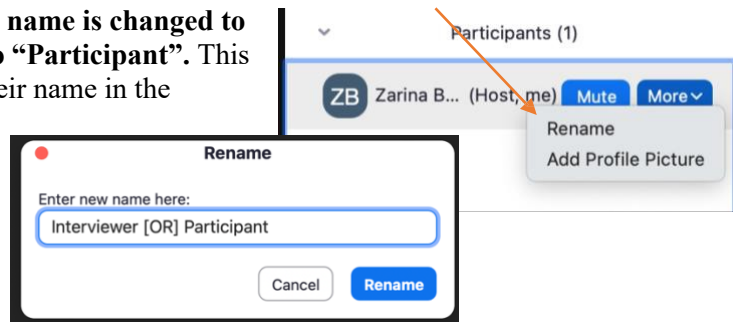 name is changed to
“Participant”. This
eir name in the
Participants (1)
ZB Zarina B... (Host, me) Mute More
Rename
Add Profile Picture
Rename
Enter new name here:
Interviewer [OR] Participant
Cancel Rename